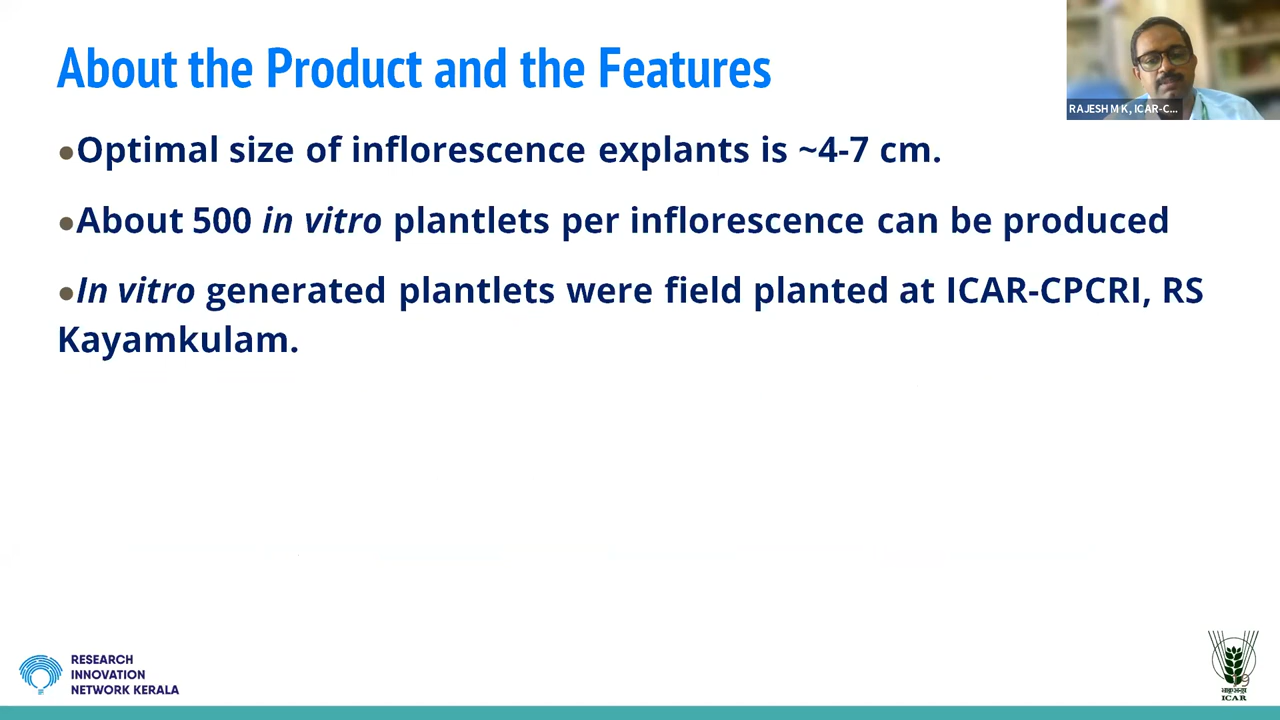 About the Product and the Features
RAJESH M K, ICAR-C...
●Optimal size of inflorescence explants is ~4-7 cm.
●About 500 in vitro plantlets per inflorescence can be produced
●In vitro generated plantlets were field planted at ICAR-CPCRI, RS
Kayamkulam.
RESEARCH
INNOVATION
NETWORK KERALA
9
ICAR